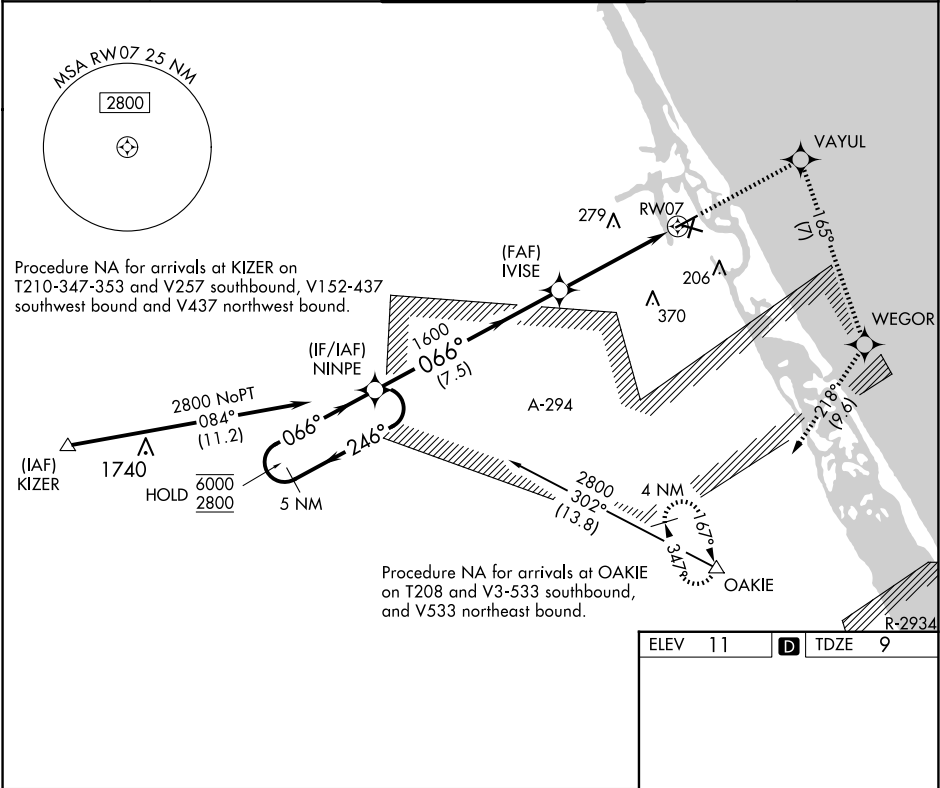 MSA RW07 25 NM
2800
VAYUL
RW07
279
165°
(7)
(FAF)
IVISE
206
370
Procedure NA for arrivals at KIZER on
T210-347-353 and V257 southbound, V152-437
southwest bound and V437 northwest bound.
WEGOR
1600
066°
(7.5)
(IF/IAF)
NINPE
A-294
2800 NoPT
084°
(11.2)
066°
246°
218°
(9.6)
(IAF)
KIZER
1740
HOLD
6000
2800
5 NM
2800
302°
(13.8)
4 NM
167°
347°
OAKIE
Procedure NA for arrivals at OAKIE
on T208 and V3-533 southbound,
and V533 northeast bound.
R-2934
ELEV 11 D TDZE 9